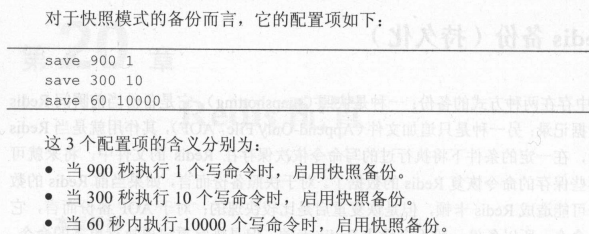 对于快照模式的备份而言，它的配置项如下：
save 900 1
save 300 10
save 60 10000
这 3 个配置项的含义分别为：
● 当 900 秒执行 1 个写命令时，启用快照备份。
● 当 300 秒执行 10 个写命令时，启用快照备份。
● 当 60 秒内执行 10000 个写命令时，启用快照备份。